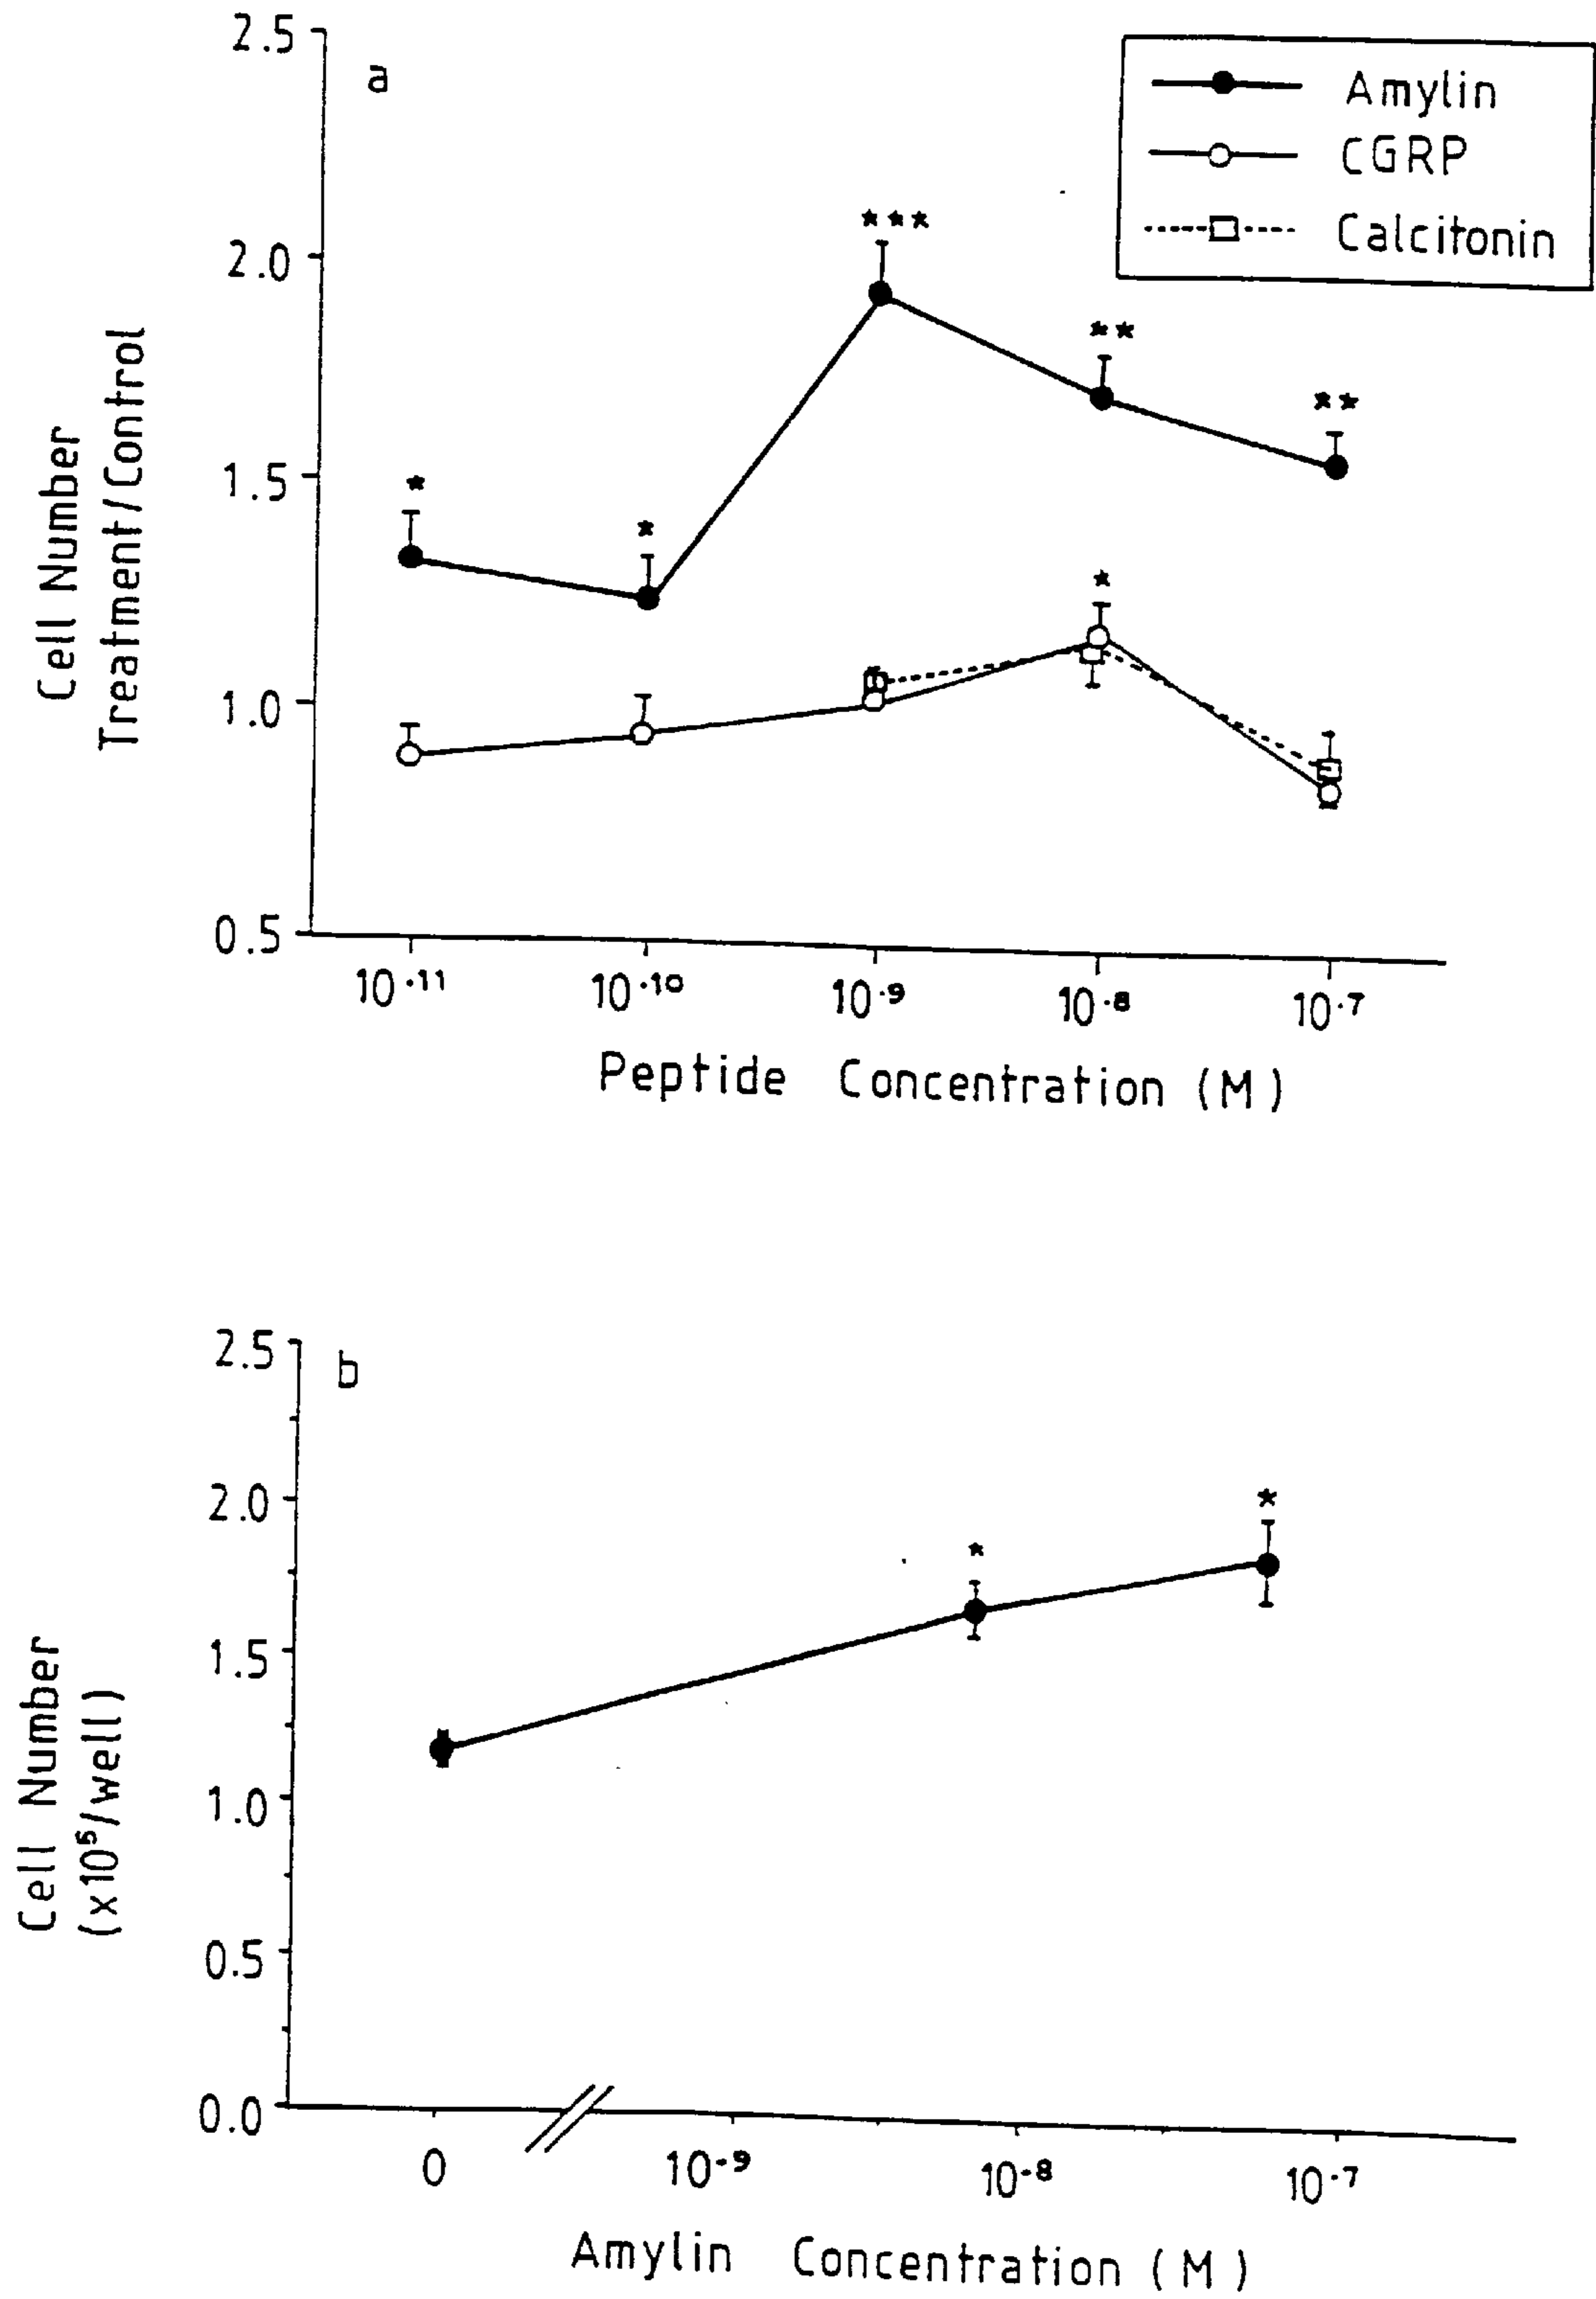 2.5
a
Amylin
CGRP
Calcitonin
***
2.0
**
**
1.5
*
*
*
1.0
0.5
Cell Number
Treatment/Control
10⁻¹¹
10⁻¹⁰
10⁻⁹
10⁻⁸
10⁻⁷
Peptide Concentration (M)
2.5
b
2.0
*
*
1.5
1.0
0.5
0.0
Cell Number
(x10⁵/well)
0
10⁻⁹
10⁻⁸
10⁻⁷
Amylin Concentration (M)